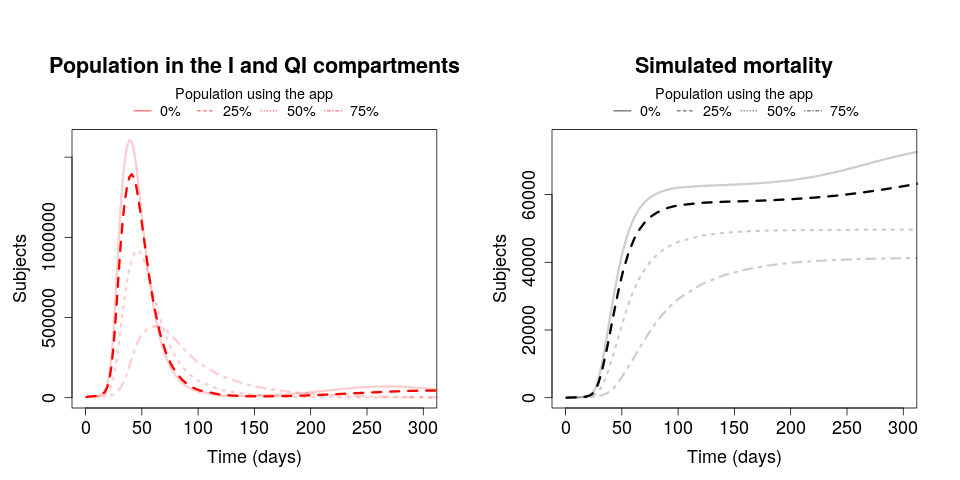 Population in the I and QI compartments
Population using the app
0% 25% 50% 75%
Subjects
0 500000 1000000
0 50 100 150 200 250 300
Time (days)
Simulated mortality
Population using the app
0% 25% 50% 75%
Subjects
0 20000 40000 60000
0 50 100 150 200 250 300
Time (days)